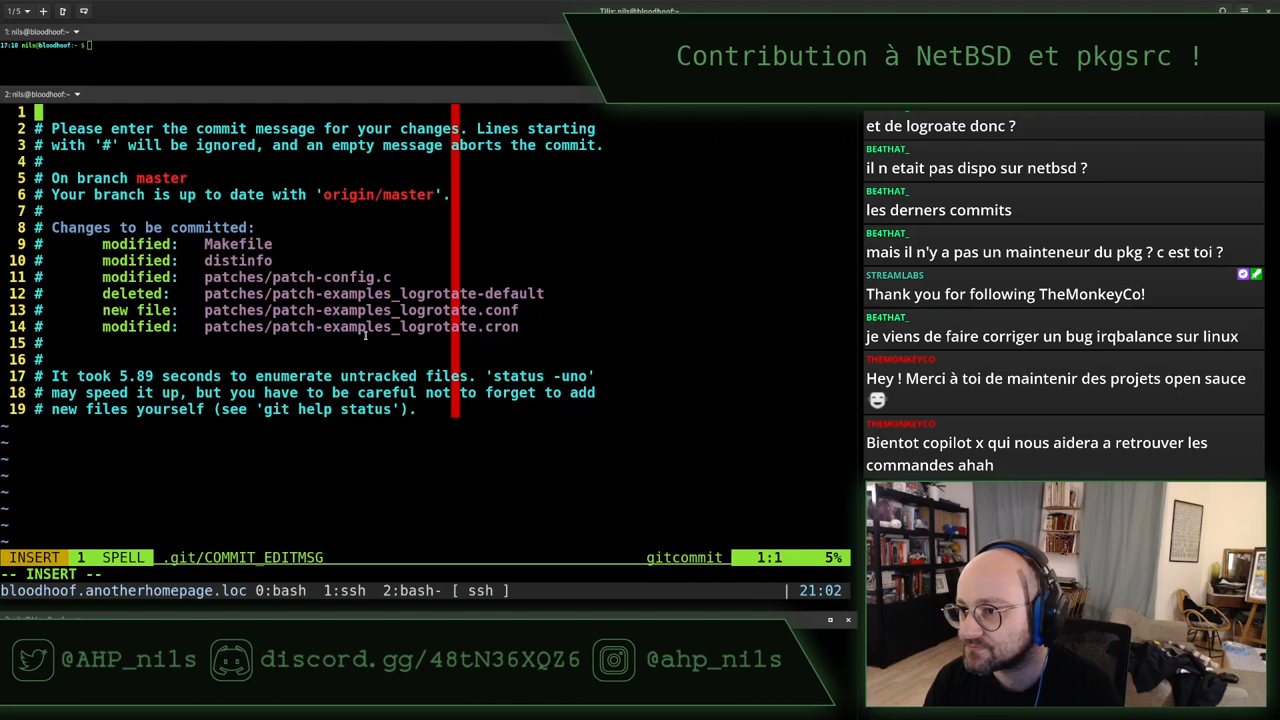 1/5
Tilix: nils@bloodhoof:~
1: nils@bloodhoof:~
17:18 nils@bloodhoof:~ $
2: nils@bloodhoof:~
1
2 # Please enter the commit message for your changes. Lines starting
3 # with '#' will be ignored, and an empty message aborts the commit.
4 #
5 # On branch master
6 # Your branch is up to date with 'origin/master'.
7 #
8 # Changes to be committed:
9 # modified: Makefile
10 # modified: distinfo
11 # modified: patches/patch-config.c
12 # deleted: patches/patch-examples_logrotate-default
13 # new file: patches/patch-examples_logrotate.conf
14 # modified: patches/patch-examples_logrotate.cron
15 #
16 #
17 # It took 5.89 seconds to enumerate untracked files. 'status -uno'
18 # may speed it up, but you have to be careful not to forget to add
19 # new files yourself (see 'git help status').
~
~
~
~
~
~
~
~
INSERT 1 SPELL .git/COMMIT_EDITMSG gitcommit 1:1 5%
-- INSERT --
bloodhoof.anotherhomepage.loc 0:bash 1:ssh 2:bash- [ ssh ] | 21:02
@AHP_nils discord.gg/48tN36XQZ6 @ahp_nils
Contribution à NetBSD et pkgsrc !
et de logroate donc ?
BE4THAT_
il n etait pas dispo sur netbsd ?
BE4THAT_
les derners commits
BE4THAT_
mais il n'y a pas un mainteneur du pkg ? c est toi ?
STREAMLABS
Thank you for following TheMonkeyCo!
BE4THAT_
je viens de faire corriger un bug irqbalance sur linux
THEMONKEYCO
Hey ! Merci à toi de maintenir des projets open sauce
THEMONKEYCO
Bientot copilot x qui nous aidera a retrouver les
commandes ahah